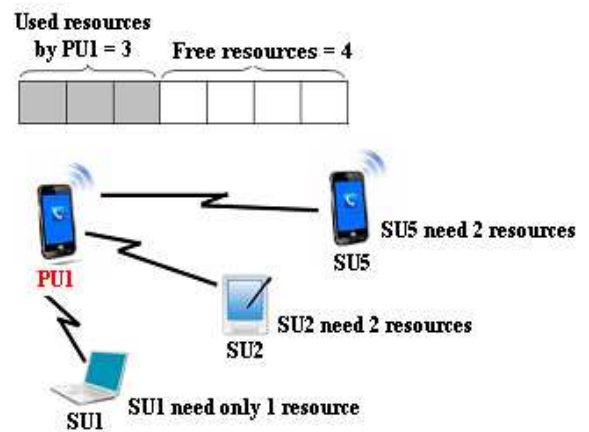 Used resources
by PU1 = 3
Free resources = 4
SU5 need 2 resources
SU5
PU1
SU2 need 2 resources
SU2
SU1 need only 1 resource
SU1